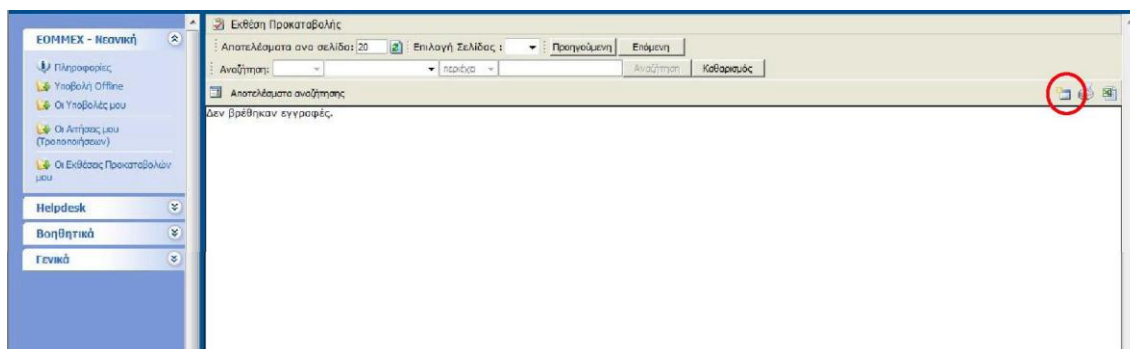 EOMMEX - Νεανική
Πληροφορίες
Υποβολή Offline
Οι Υποβολές μου
Οι Αιτήσεις μου
(Τροποποιήσεων)
Οι Εκθέσεις Προκαταβολών
μου
Helpdesk
Βοηθητικά
Γενικά
Έκθεση Προκαταβολής
Αποτελέσματα ανα σελίδα: 20 Επιλογή Σελίδας : Προηγούμενη Επόμενη
Αναζήτηση: περιέχει Αναζήτηση Καθαρισμός
Αποτελέσματα αναζήτησης
Δεν βρέθηκαν εγγραφές.